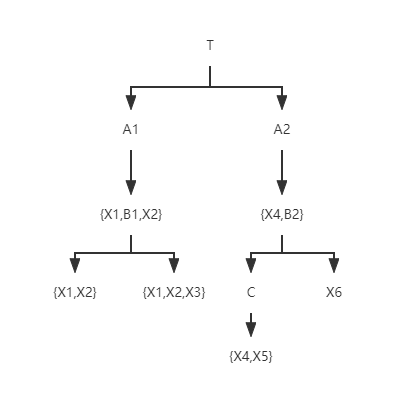 T
A1 A2
{X1,B1,X2} {X4,B2}
{X1,X2} {X1,X2,X3} C X6
{X4,X5}